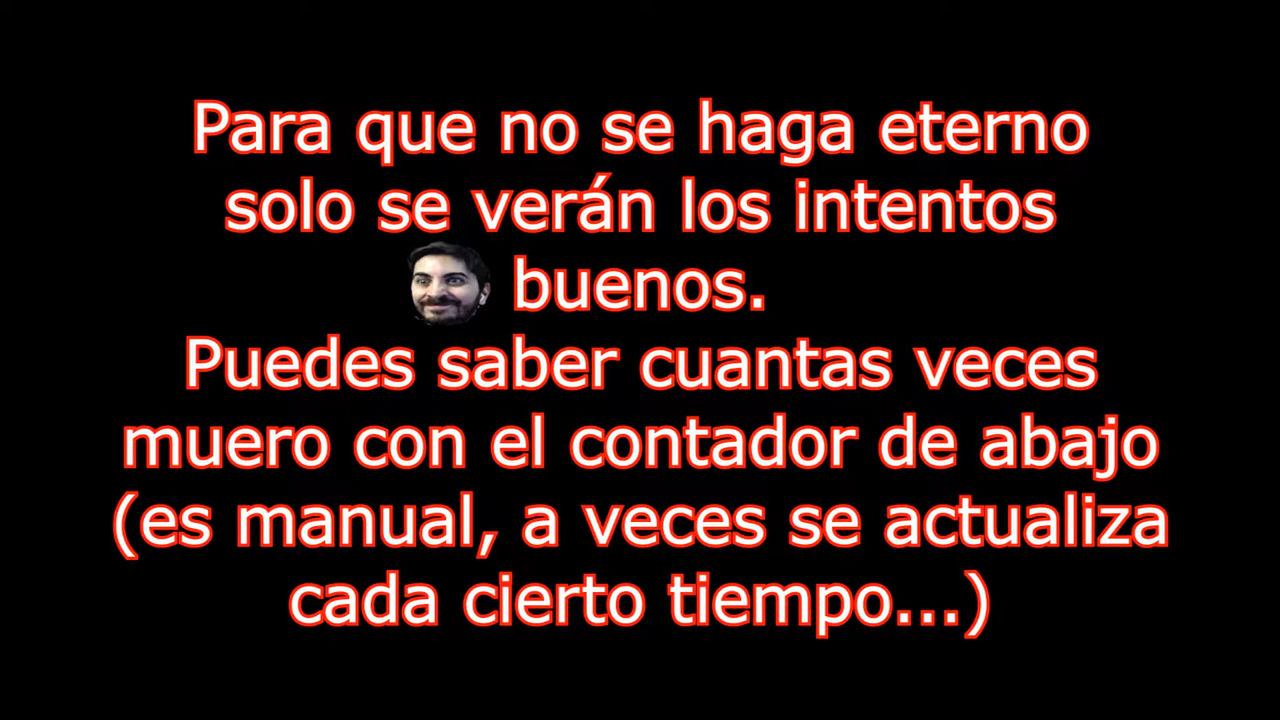 Para que no se haga eterno
solo se verán los intentos
buenos.
Puedes saber cuantas veces
muero con el contador de abajo
(es manual, a veces se actualiza
cada cierto tiempo...)